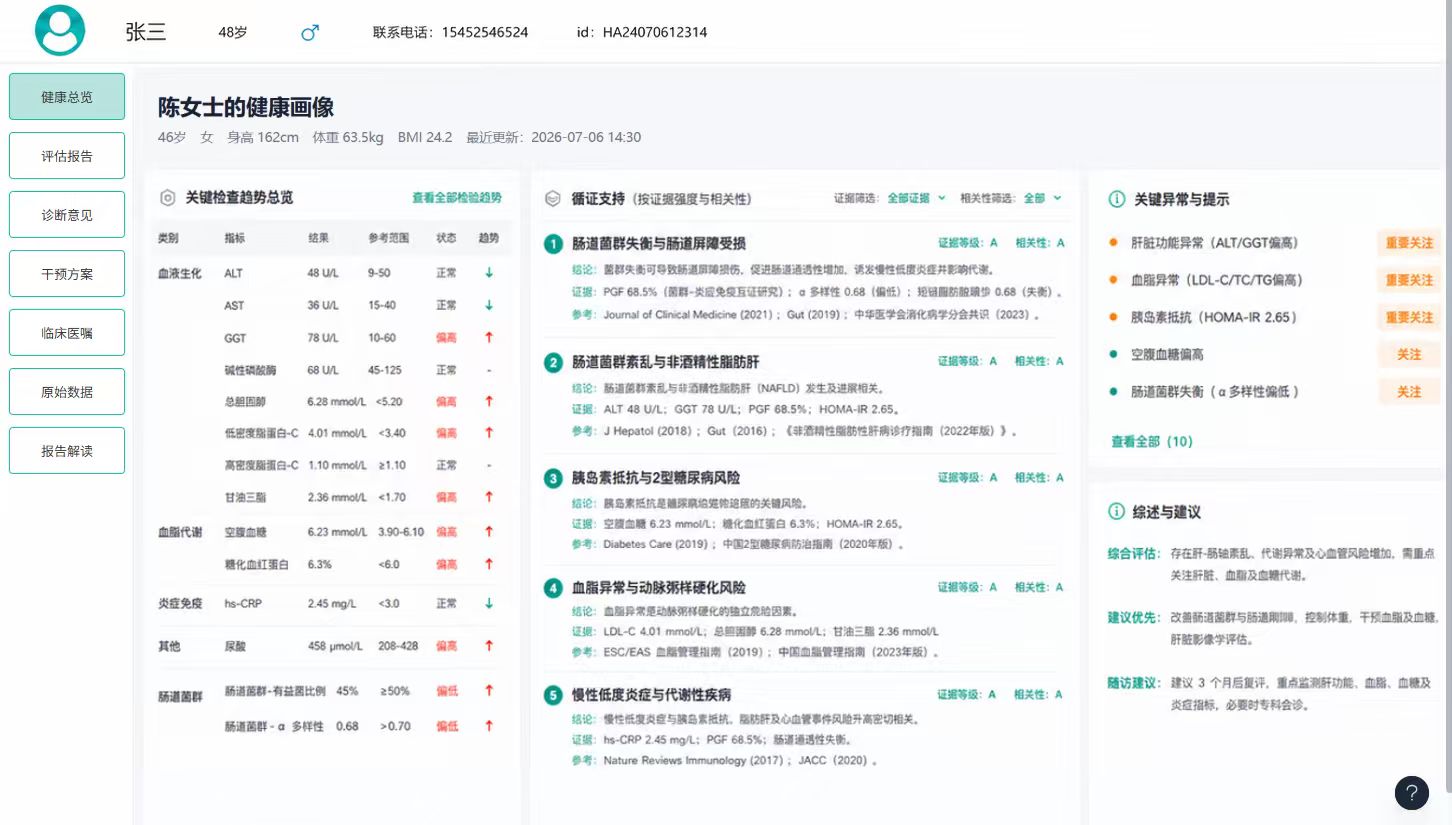 张三
48岁
联系电话：15452546524
id：HA24070612314
健康总览
评估报告
诊断意见
干预方案
临床医嘱
原始数据
报告解读
陈女士的健康画像
46岁 女 身高 162cm 体重 63.5kg BMI 24.2 最近更新：2026-07-06 14:30
关键检查趋势总览 查看全部检验趋势
类别 指标 结果 参考范围 状态 趋势
血液生化 ALT 48 U/L 9-50 正常 ↓
AST 36 U/L 15-40 正常 ↓
GGT 78 U/L 10-60 偏高 ↑
碱性磷酸酶 68 U/L 45-125 正常 -
总胆固醇 6.28 mmol/L <5.20 偏高 ↑
低密度脂蛋白-C 4.01 mmol/L <3.40 偏高 ↑
高密度脂蛋白-C 1.10 mmol/L ≥1.10 正常 -
甘油三酯 2.36 mmol/L <1.70 偏高 ↑
血脂代谢 空腹血糖 6.23 mmol/L 3.90-6.10 偏高 ↑
糖化血红蛋白 6.3% <6.0 偏高 ↑
炎症免疫 hs-CRP 2.45 mg/L <3.0 正常 ↓
其他 尿酸 458 μmol/L 208-428 偏高 ↑
肠道菌群 肠道菌群-有益菌比例 45% ≥50% 偏低 ↑
肠道菌群 - α 多样性 0.68 >0.70 偏低 ↑
循证支持（按证据强度与相关性） 证据筛选：全部证据 相关性筛选：全部
1 肠道菌群失衡与肠道屏障受损 证据等级：A 相关性：A
结论：菌群失衡可导致肠道屏障损伤，促进肠道通透性增加，诱发慢性低度炎症并影响代谢。
证据：PGF 68.5%（菌群-炎症免疫互证研究）；α 多样性 0.68（偏低）；短链脂肪酸 0.68（失衡）。
参考：Journal of Clinical Medicine (2021)；Gut (2019)；中华医学会消化病学分会共识（2023）。
2 肠道菌群紊乱与非酒精性脂肪肝 证据等级：A 相关性：A
结论：肠道菌群紊乱与非酒精性脂肪肝（NAFLD）发生及进展相关。
证据：ALT 48 U/L；GGT 78 U/L；PGF 68.5%；HOMA-IR 2.65。
参考：J Hepatol (2018)；Gut（2016）；《非酒精性脂肪性肝病诊疗指南（2022年版）》。
3 胰岛素抵抗与2型糖尿病风险 证据等级：A 相关性：A
结论：胰岛素抵抗是的关键风险。
证据：空腹血糖 6.23 mmol/L；糖化血红蛋白 6.3%；HOMA-IR 2.65。
参考：Diabetes Care (2019)；中国2型糖尿病防治指南（2020年版）。
4 血脂异常与动脉粥样硬化风险 证据等级：A 相关性：A
结论：血脂异常是动脉粥样硬化的独立危险因素。
证据：LDL-C 4.01 mmol/L；总胆固醇 6.28 mmol/L；甘油三酯 2.36 mmol/L
参考：ESC/EAS 血脂管理指南（2019）；中国血脂管理指南（2023年版）。
5 慢性低度炎症与代谢性疾病 证据等级：A 相关性：A
结论：慢性低度炎症与胰岛素抵抗、脂肪肝及心血管事件风险升高密切相关。
证据：hs-CRP 2.45 mg/L；PGF 68.5%；肠道通透性失衡。
参考：Nature Reviews Immunology (2017)；JACC（2020）。
关键异常与提示
肝脏功能异常（ALT/GGT偏高） 重要关注
血脂异常（LDL-C/TC/TG偏高） 重要关注
胰岛素抵抗（HOMA-IR 2.65） 重要关注
空腹血糖偏高 关注
肠道菌群失衡（α多样性偏低 ） 关注
查看全部（10）
综述与建议
综合评估：存在肝-肠轴紊乱、代谢异常及心血管风险增加，需重点
关注肝脏、血脂及血糖代谢。
建议优先：改善肠道菌群与肠道，控制体重，干预血脂及血糖，
肝脏影像学评估。
随访建议：建议 3 个月后复评，重点监测肝功能、血脂、血糖及
炎症指标，必要时专科会诊。
?